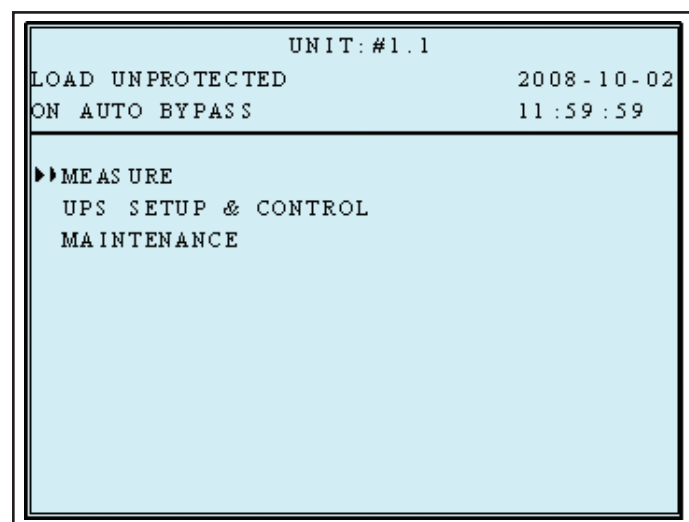 UNIT:#1.1
LOAD UNPROTECTED 2008-10-02
ON AUTO BYPASS 11:59:59
MEASURE
UPS SETUP & CONTROL
MAINTENANCE